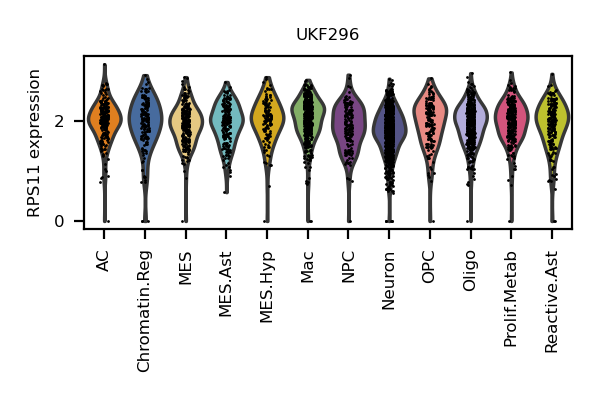 UKF296
RPS11 expression
2
0
AC
Chromatin.Reg
MES
MES.Ast
MES.Hyp
Mac
NPC
Neuron
OPC
Oligo
Prolif.Metab
Reactive.Ast